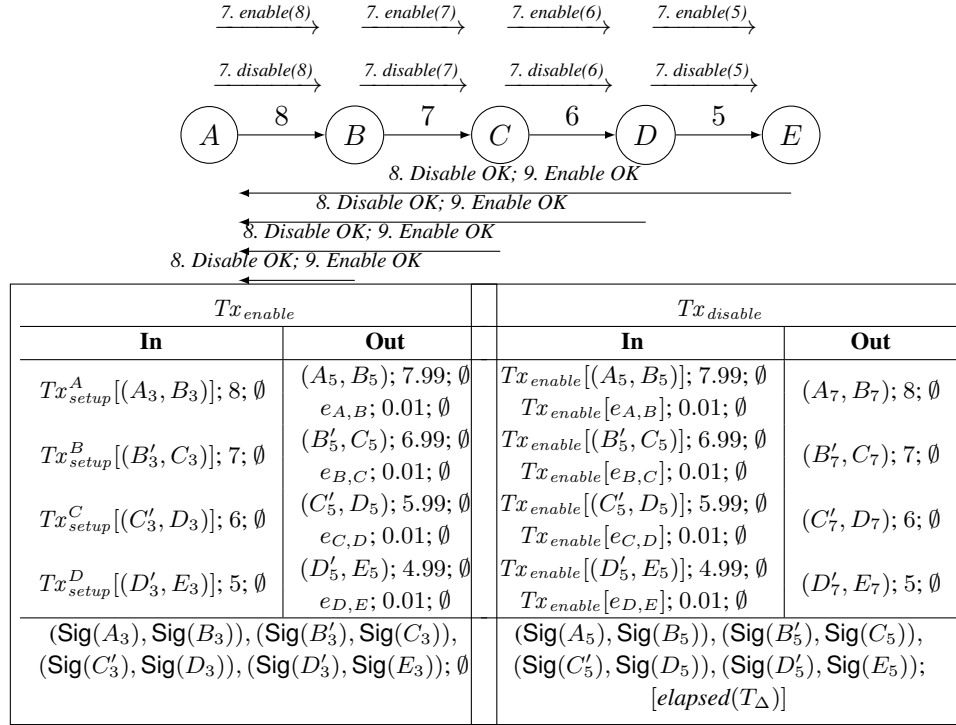 7. enable(8) 7. enable(7) 7. enable(6) 7. enable(5)
7. disable(8) 7. disable(7) 7. disable(6) 7. disable(5)
A 8 B 7 C 6 D 5 E
8. Disable OK; 9. Enable OK
8. Disable OK; 9. Enable OK
8. Disable OK; 9. Enable OK
8. Disable OK; 9. Enable OK
Tx_enable Tx_disable
In Out In Out
Tx^A_setup[(A_3, B_3)]; 8; ∅
(A_5, B_5); 7.99; ∅
e_{A,B}; 0.01; ∅
Tx_enable[(A_5, B_5)]; 7.99; ∅
Tx_enable[e_{A,B}]; 0.01; ∅
(A_7, B_7); 8; ∅
Tx^B_setup[(B′_3, C_3)]; 7; ∅
(B′_5, C_5); 6.99; ∅
e_{B,C}; 0.01; ∅
Tx_enable[(B′_5, C_5)]; 6.99; ∅
Tx_enable[e_{B,C}]; 0.01; ∅
(B′_7, C_7); 7; ∅
Tx^C_setup[(C′_3, D_3)]; 6; ∅
(C′_5, D_5); 5.99; ∅
e_{C,D}; 0.01; ∅
Tx_enable[(C′_5, D_5)]; 5.99; ∅
Tx_enable[e_{C,D}]; 0.01; ∅
(C′_7, D_7); 6; ∅
Tx^D_setup[(D′_3, E_3)]; 5; ∅
(D′_5, E_5); 4.99; ∅
e_{D,E}; 0.01; ∅
Tx_enable[(D′_5, E_5)]; 4.99; ∅
Tx_enable[e_{D,E}]; 0.01; ∅
(D′_7, E_7); 5; ∅
(Sig(A_3), Sig(B_3)), (Sig(B′_3), Sig(C_3)),
(Sig(C′_3), Sig(D_3)), (Sig(D′_3), Sig(E_3)); ∅
(Sig(A_5), Sig(B_5)), (Sig(B′_5), Sig(C_5)),
(Sig(C′_5), Sig(D_5)), (Sig(D′_5), Sig(E_5));
[elapsed(T_Δ)]